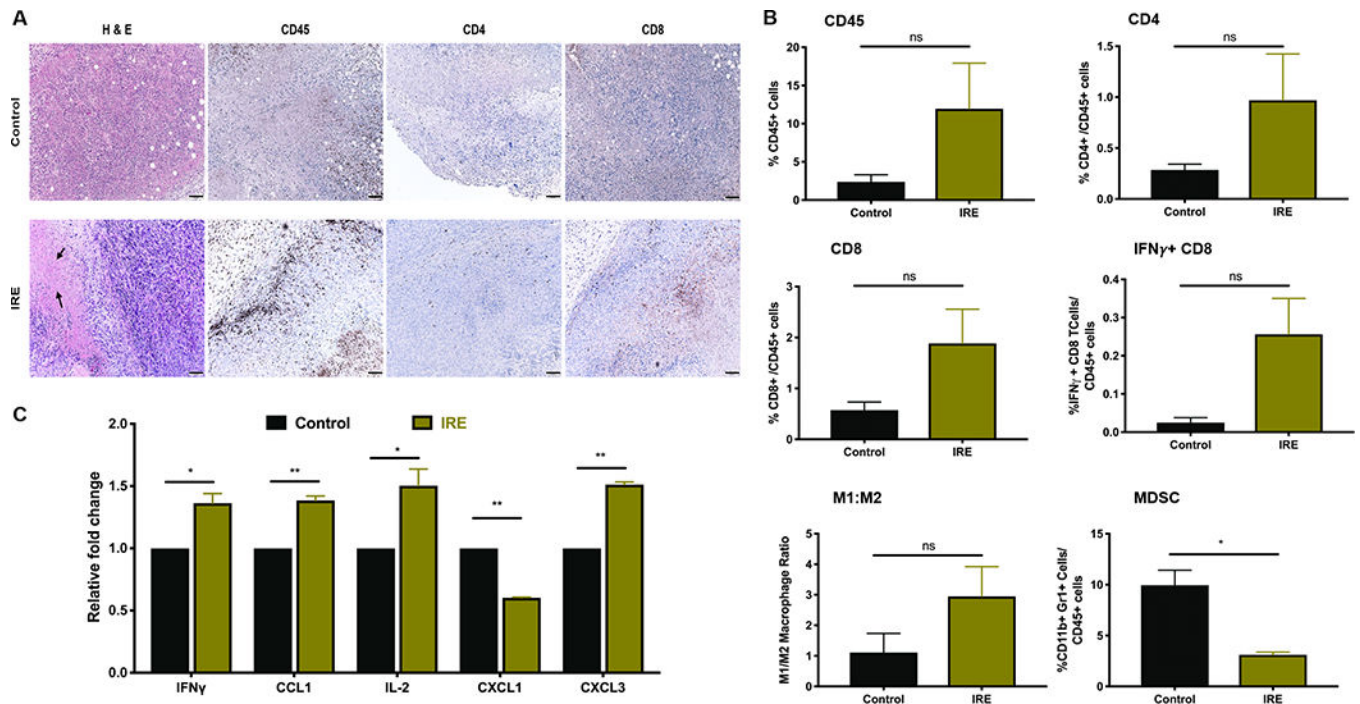 A
H & E
CD45
CD4
CD8
Control
IRE
B
CD45
ns
% CD45+ Cells
20
15
10
5
0
Control
IRE
CD4
ns
% CD4+ /CD45+ cells
1.5
1.0
0.5
0.0
Control
IRE
CD8
ns
% CD8+ /CD45+ cells
3
2
1
0
Control
IRE
IFNγ+ CD8
ns
%IFNγ + CD8 TCells/
CD45+ cells
0.4
0.3
0.2
0.1
0.0
Control
IRE
M1:M2
ns
M1/M2 Macrophage Ratio
5
4
3
2
1
0
Control
IRE
MDSC
*
%CD11b+ Gr1+ Cells/
CD45+ cells
15
10
5
0
Control
IRE
C
Control
IRE
Relative fold change
2.0
1.5
1.0
0.5
0.0
*
**
*
**
**
IFNγ
CCL1
IL-2
CXCL1
CXCL3